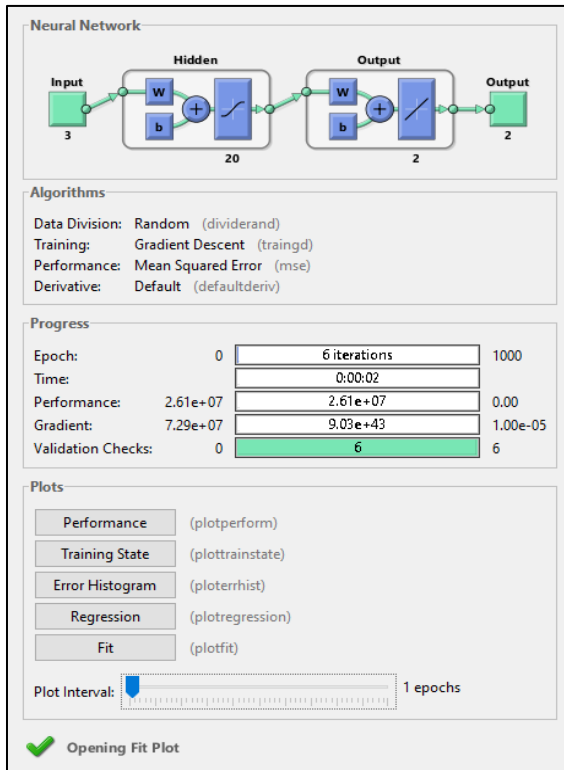 Neural Network
Hidden
Output
Input
W
b
W
b
Output
3
20
2
2
Algorithms
Data Division: Random (dividerand)
Training: Gradient Descent (traingd)
Performance: Mean Squared Error (mse)
Derivative: Default (defaultderiv)
Progress
Epoch: 0 6 iterations 1000
Time: 0:00:02
Performance: 2.61e+07 2.61e+07 0.00
Gradient: 7.29e+07 9.03e+43 1.00e-05
Validation Checks: 0 6 6
Plots
Performance (plotperform)
Training State (plottrainstate)
Error Histogram (ploterrhist)
Regression (plotregression)
Fit (plotfit)
Plot Interval: 1 epochs
Opening Fit Plot